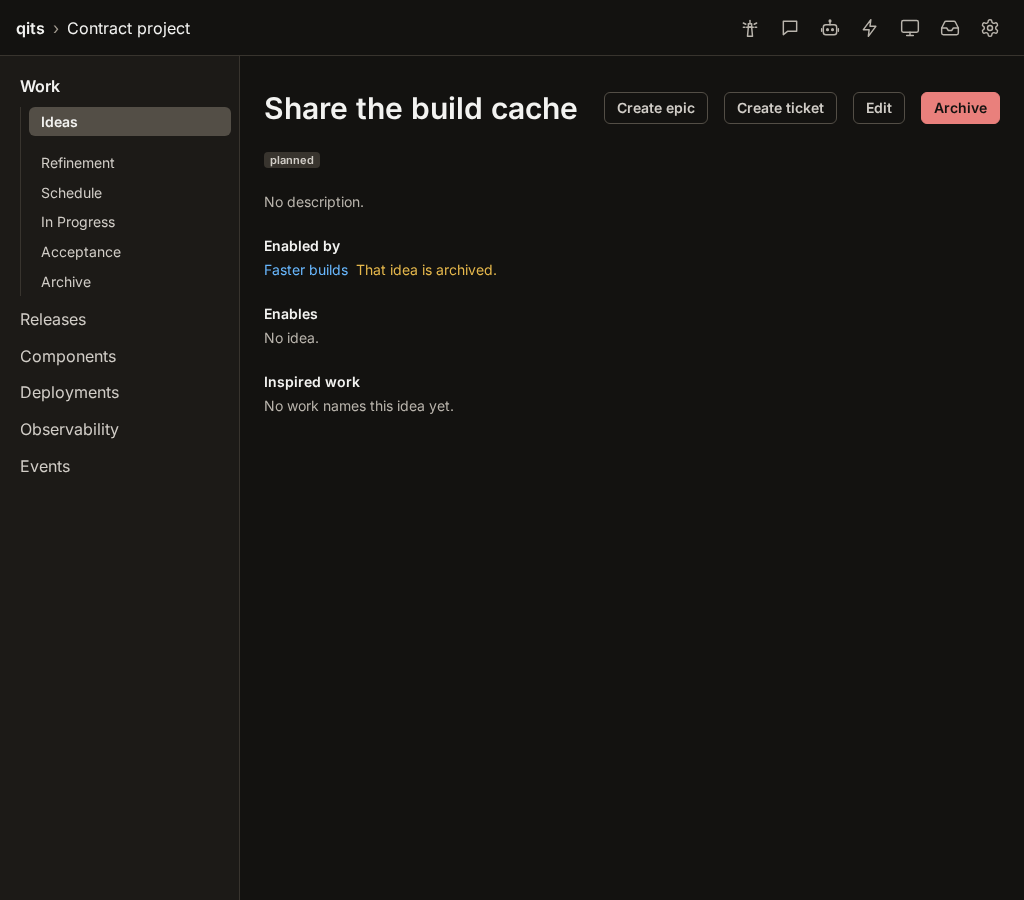 qits › Contract project
Work
Ideas
Refinement
Schedule
In Progress
Acceptance
Archive
Releases
Components
Deployments
Observability
Events
Share the build cache
Create epic
Create ticket
Edit
Archive
planned
No description.
Enabled by
Faster builds That idea is archived.
Enables
No idea.
Inspired work
No work names this idea yet.